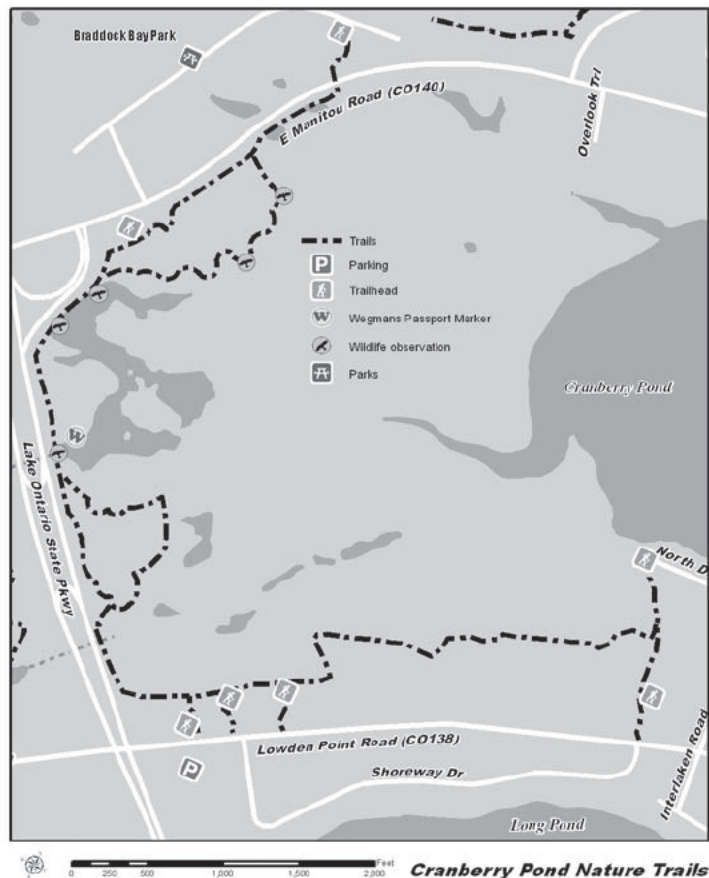 Braddock Bay Park
E Manitou Road (CO140)
Overlook Trl
Trails
P Parking
Trailhead
W Wegmans Passport Marker
Wildlife observation
Parks
Cranberry Pond
W
Lake Ontario State Pkwy
North D
Lowden Point Road (CO138)
P
Shoreway Dr
Interlaken Road
Long Pond
Feet
0 250 500 1,000 1,500 2,000
Cranberry Pond Nature Trails